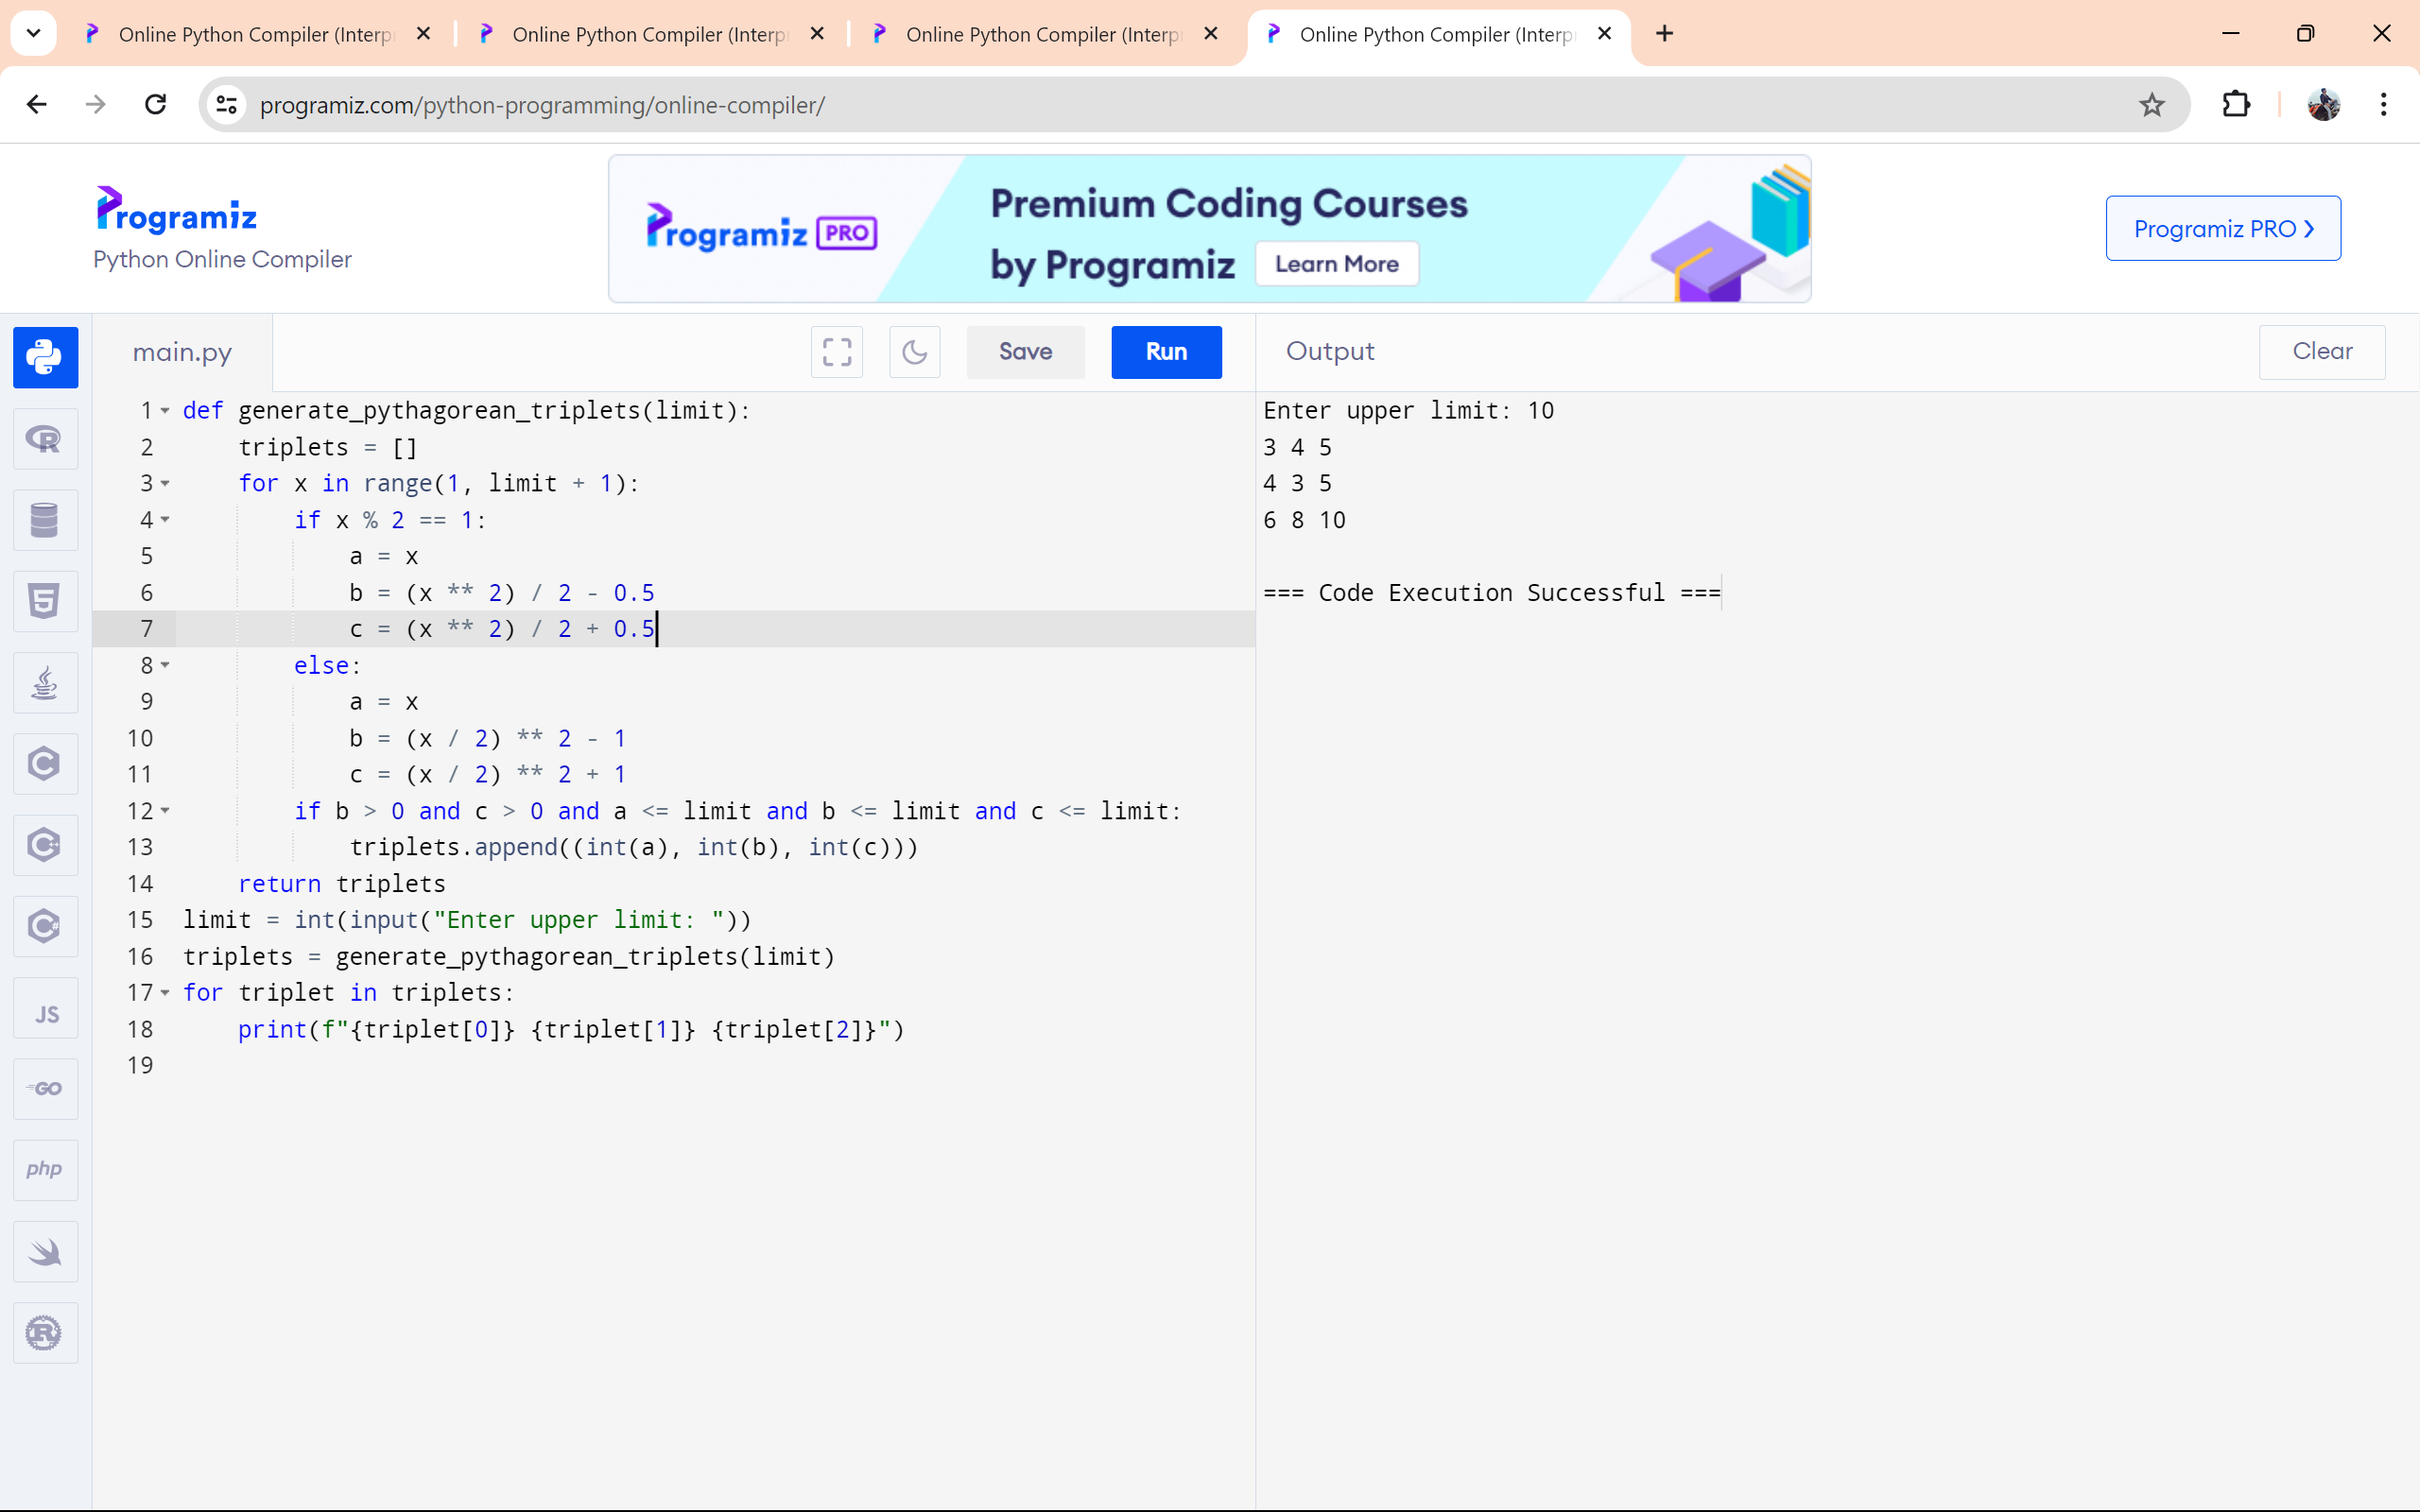 Online Python Compiler (Interp
Online Python Compiler (Interp
Online Python Compiler (Interp
Online Python Compiler (Interp
programiz.com/python-programming/online-compiler/
Programiz
Python Online Compiler
Programiz PRO
Premium Coding Courses
by Programiz
Learn More
Programiz PRO
main.py
Save
Run
Output
Clear
1 def generate_pythagorean_triplets(limit):
2     triplets = []
3     for x in range(1, limit + 1):
4         if x % 2 == 1:
5             a = x
6             b = (x ** 2) / 2 - 0.5
7             c = (x ** 2) / 2 + 0.5
8         else:
9             a = x
10             b = (x / 2) ** 2 - 1
11             c = (x / 2) ** 2 + 1
12         if b > 0 and c > 0 and a <= limit and b <= limit and c <= limit:
13             triplets.append((int(a), int(b), int(c)))
14     return triplets
15 limit = int(input("Enter upper limit: "))
16 triplets = generate_pythagorean_triplets(limit)
17 for triplet in triplets:
18     print(f"{triplet[0]} {triplet[1]} {triplet[2]}")
19
Enter upper limit: 10
3 4 5
4 3 5
6 8 10
=== Code Execution Successful ===
R
5
C
C++
C#
JS
GO
php
R